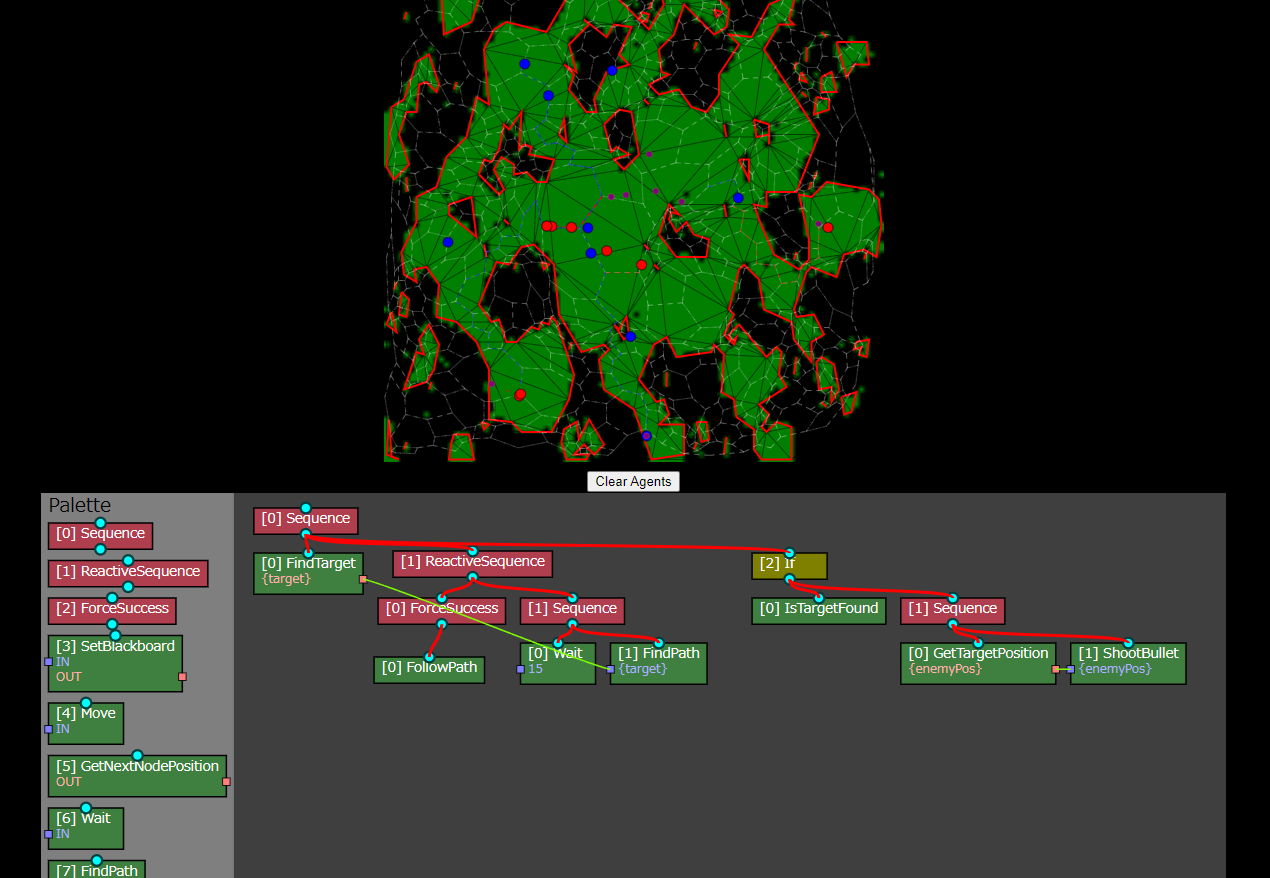 Clear Agents
Palette
[0] Sequence
[1] ReactiveSequence
[2] ForceSuccess
[3] SetBlackboard
IN
OUT
[4] Move
IN
[5] GetNextNodePosition
OUT
[6] Wait
IN
[7] FindPath
[0] Sequence
[0] FindTarget
{target}
[1] ReactiveSequence
[2] If
[0] ForceSuccess
[1] Sequence
[0] IsTargetFound
[1] Sequence
[0] FollowPath
[0] Wait
15
[1] FindPath
{target}
[0] GetTargetPosition
{enemyPos}
[1] ShootBullet
{enemyPos}